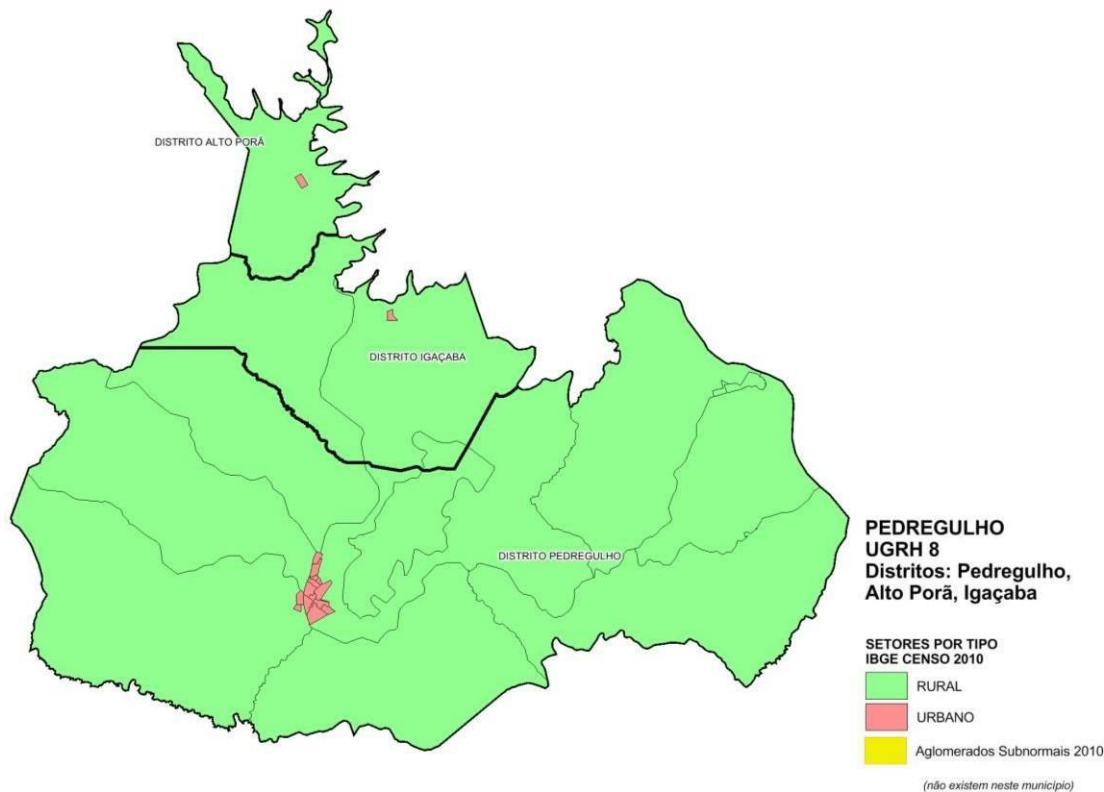 DISTRITO ALTO PORÃ
DISTRITO IGAÇABA
DISTRITO PEDREGULHO
PEDREGULHO
UGRH 8
Distritos: Pedregulho,
Alto Porã, Igaçaba
SETORES POR TIPO
IBGE CENSO 2010
RURAL
URBANO
Aglomerados Subnormais 2010
(não existem neste município)